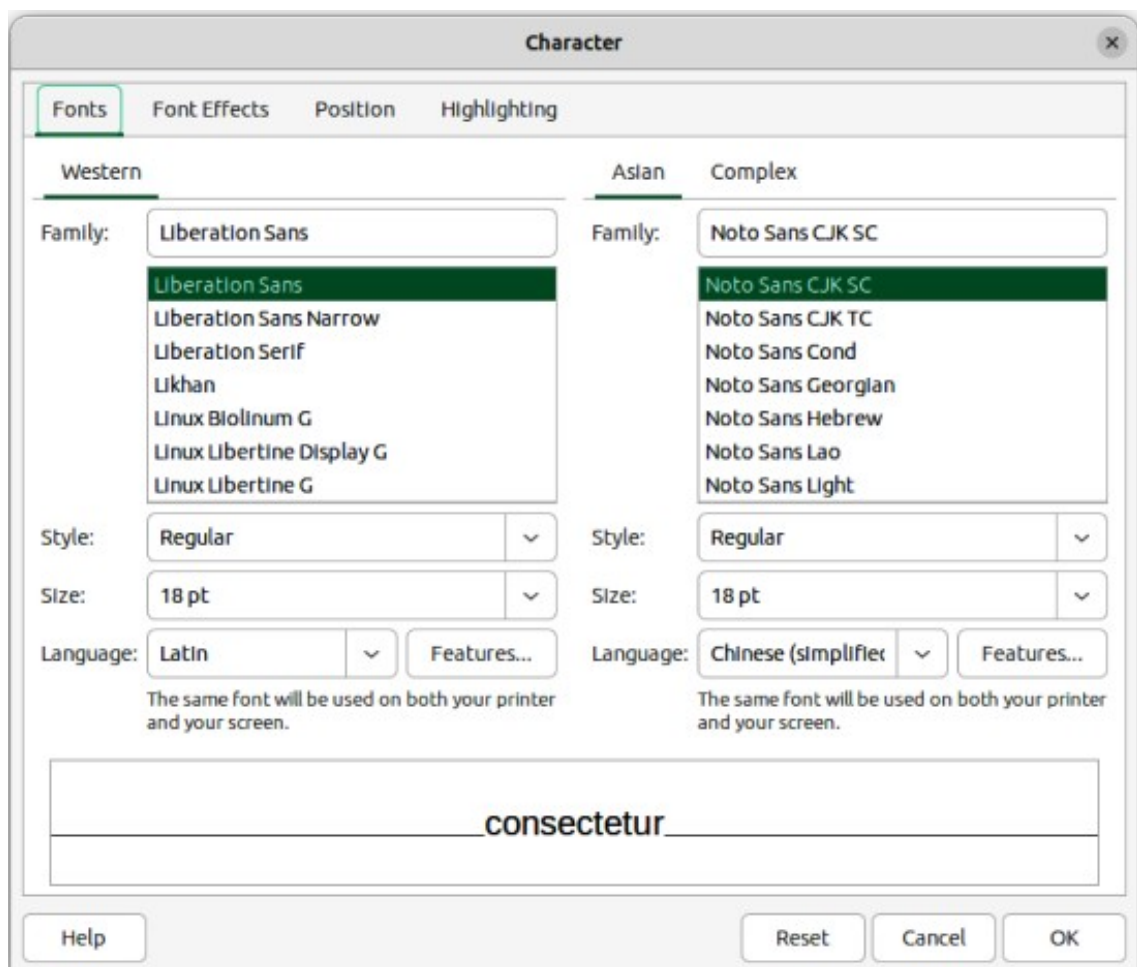 Character
Fonts Font Effects Position Highlighting
Western
Family: Liberation Sans
Liberation Sans
Liberation Sans Narrow
Liberation Serif
Likhan
Linux Biolinum G
Linux Libertine Display G
Linux Libertine G
Style: Regular
Size: 18 pt
Language: Latin Features...
The same font will be used on both your printer
and your screen.
Asian Complex
Family: Noto Sans CJK SC
Noto Sans CJK SC
Noto Sans CJK TC
Noto Sans Cond
Noto Sans Georgian
Noto Sans Hebrew
Noto Sans Lao
Noto Sans Light
Style: Regular
Size: 18 pt
Language: Chinese (simplified Features...
The same font will be used on both your printer
and your screen.
consectetur
Help Reset Cancel OK